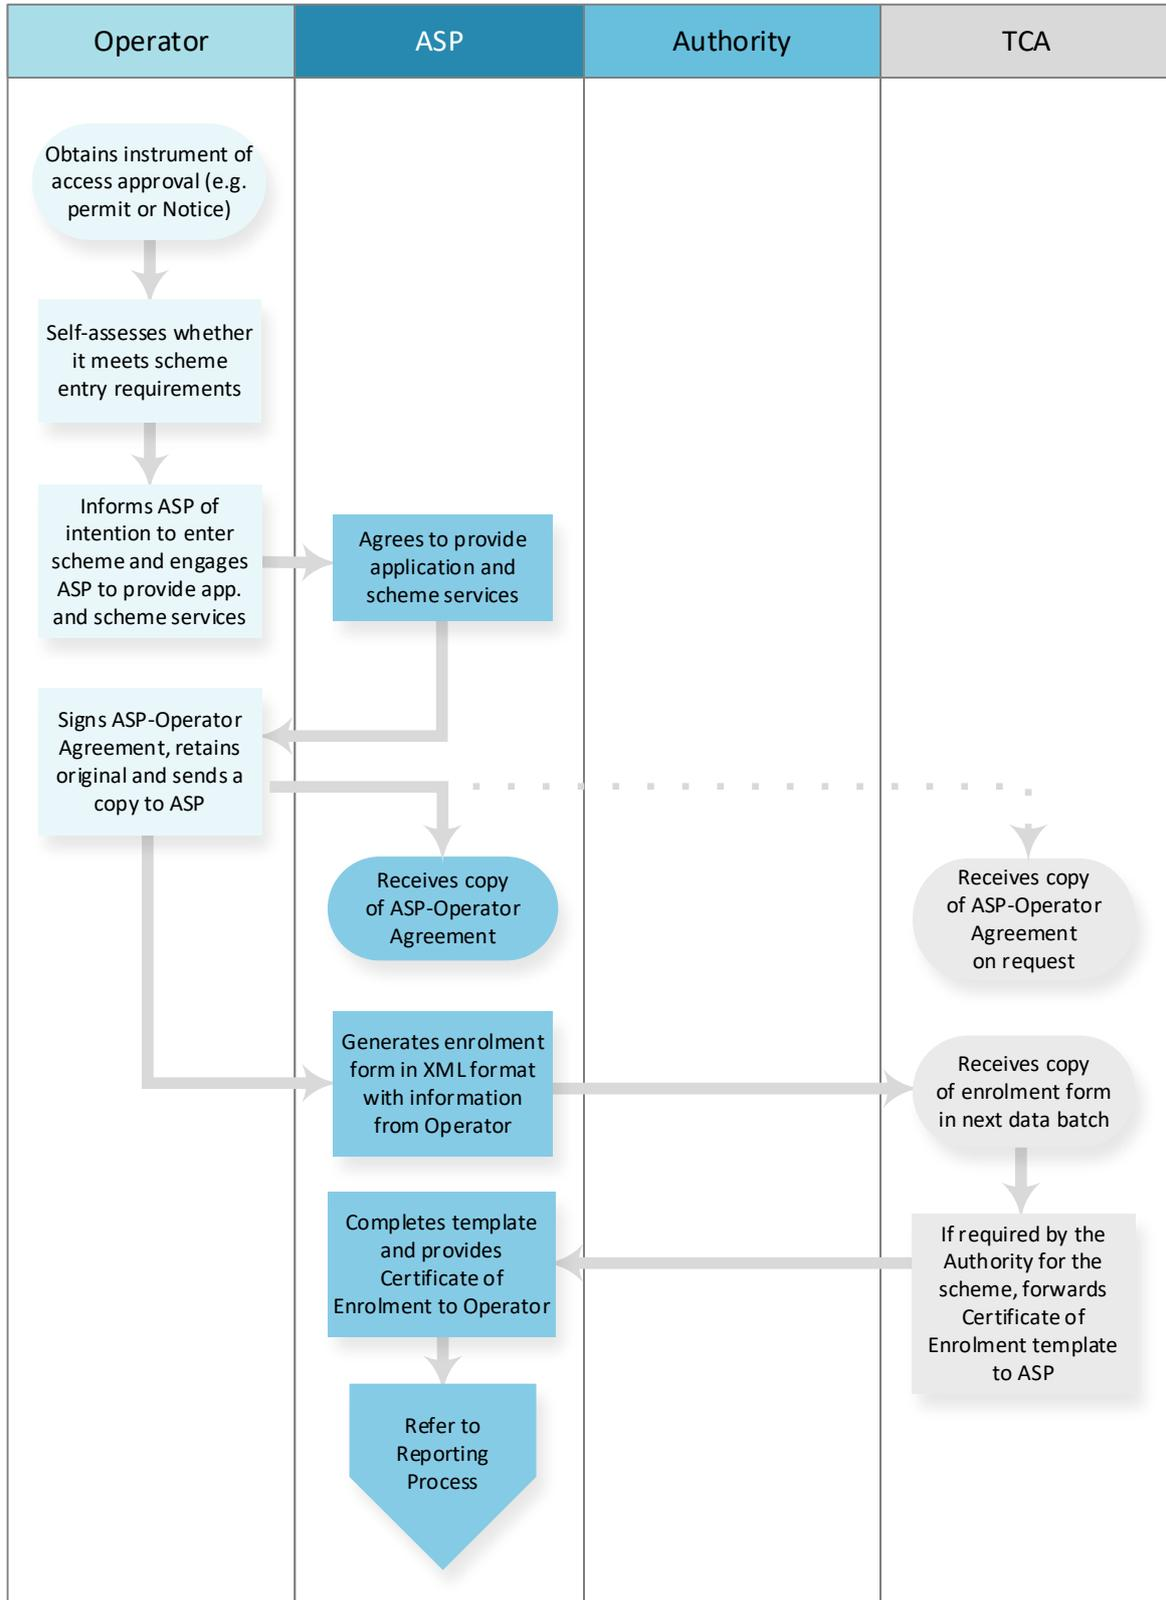 Operator
ASP
Authority
TCA
Obtains instrument of
access approval (e.g.
permit or Notice)
Self-assesses whether
it meets scheme
entry requirements
Informs ASP of
intention to enter
scheme and engages
ASP to provide app.
and scheme services
Agrees to provide
application and
scheme services
Signs ASP-Operator
Agreement, retains
original and sends a
copy to ASP
Receives copy
of ASP-Operator
Agreement
Receives copy
of ASP-Operator
Agreement
on request
Generates enrolment
form in XML format
with information
from Operator
Receives copy
of enrolment form
in next data batch
Completes template
and provides
Certificate of
Enrolment to Operator
If required by the
Authority for the
scheme, forwards
Certificate of
Enrolment template
to ASP
Refer to
Reporting
Process